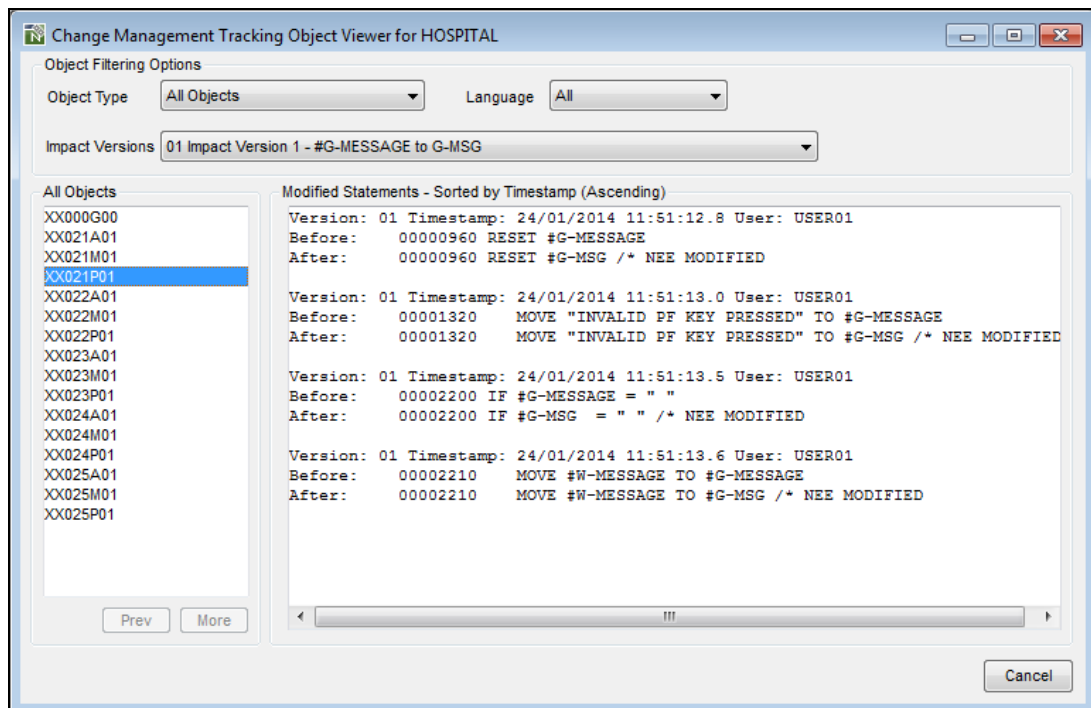 Change Management Tracking Object Viewer for HOSPITAL
Object Filtering Options
Object Type All Objects Language All
Impact Versions 01 Impact Version 1 - #G-MESSAGE to G-MSG
All Objects
XX000G00
XX021A01
XX021M01
XX021P01
XX022A01
XX022M01
XX022P01
XX023A01
XX023M01
XX023P01
XX024A01
XX024M01
XX024P01
XX025A01
XX025M01
XX025P01
Prev More
Modified Statements - Sorted by Timestamp (Ascending)
Version: 01 Timestamp: 24/01/2014 11:51:12.8 User: USER01
Before: 00000960 RESET #G-MESSAGE
After: 00000960 RESET #G-MSG /* NEE MODIFIED
Version: 01 Timestamp: 24/01/2014 11:51:13.0 User: USER01
Before: 00001320 MOVE "INVALID PF KEY PRESSED" TO #G-MESSAGE
After: 00001320 MOVE "INVALID PF KEY PRESSED" TO #G-MSG /* NEE MODIFIED
Version: 01 Timestamp: 24/01/2014 11:51:13.5 User: USER01
Before: 00002200 IF #G-MESSAGE = " "
After: 00002200 IF #G-MSG = " " /* NEE MODIFIED
Version: 01 Timestamp: 24/01/2014 11:51:13.6 User: USER01
Before: 00002210 MOVE #W-MESSAGE TO #G-MESSAGE
After: 00002210 MOVE #W-MESSAGE TO #G-MSG /* NEE MODIFIED
Cancel